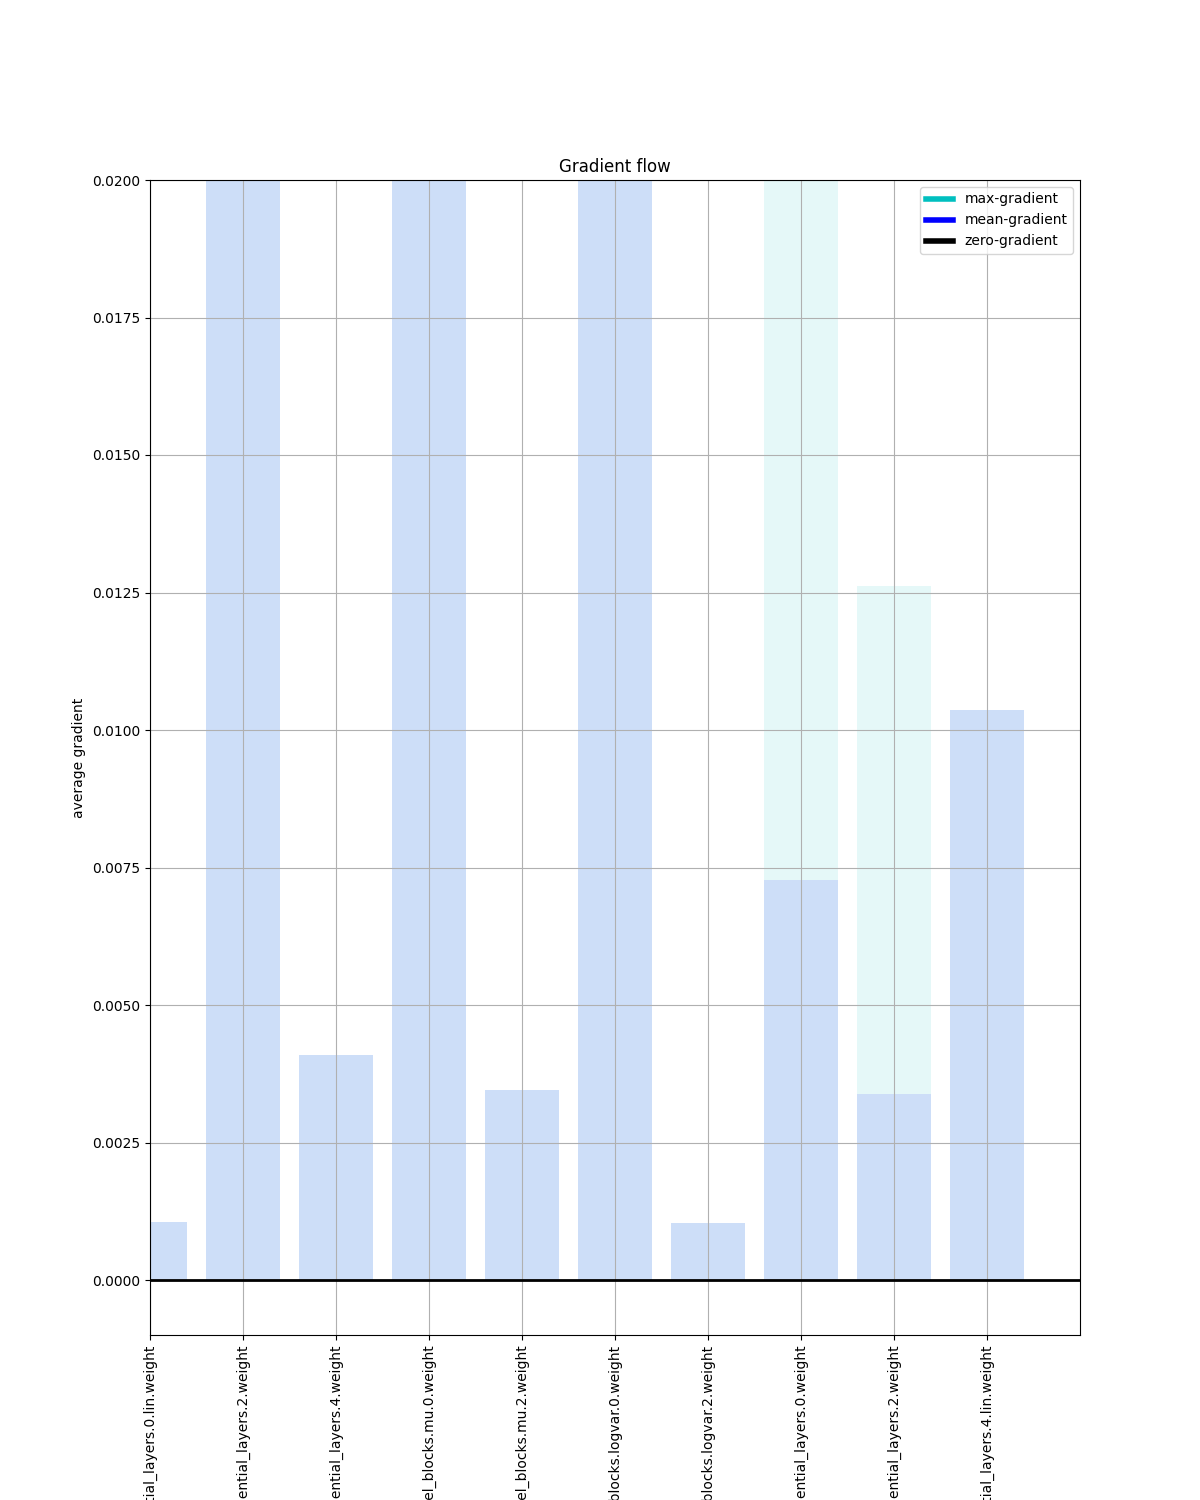 Gradient flow
max-gradient
mean-gradient
zero-gradient
0.0200
0.0175
0.0150
0.0125
0.0100
0.0075
0.0050
0.0025
0.0000
average gradient
tial_layers.0.lin.weight
ential_layers.2.weight
ential_layers.4.weight
el_blocks.mu.0.weight
el_blocks.mu.2.weight
blocks.logvar.0.weight
blocks.logvar.2.weight
ential_layers.0.weight
ential_layers.2.weight
tial_layers.4.lin.weight